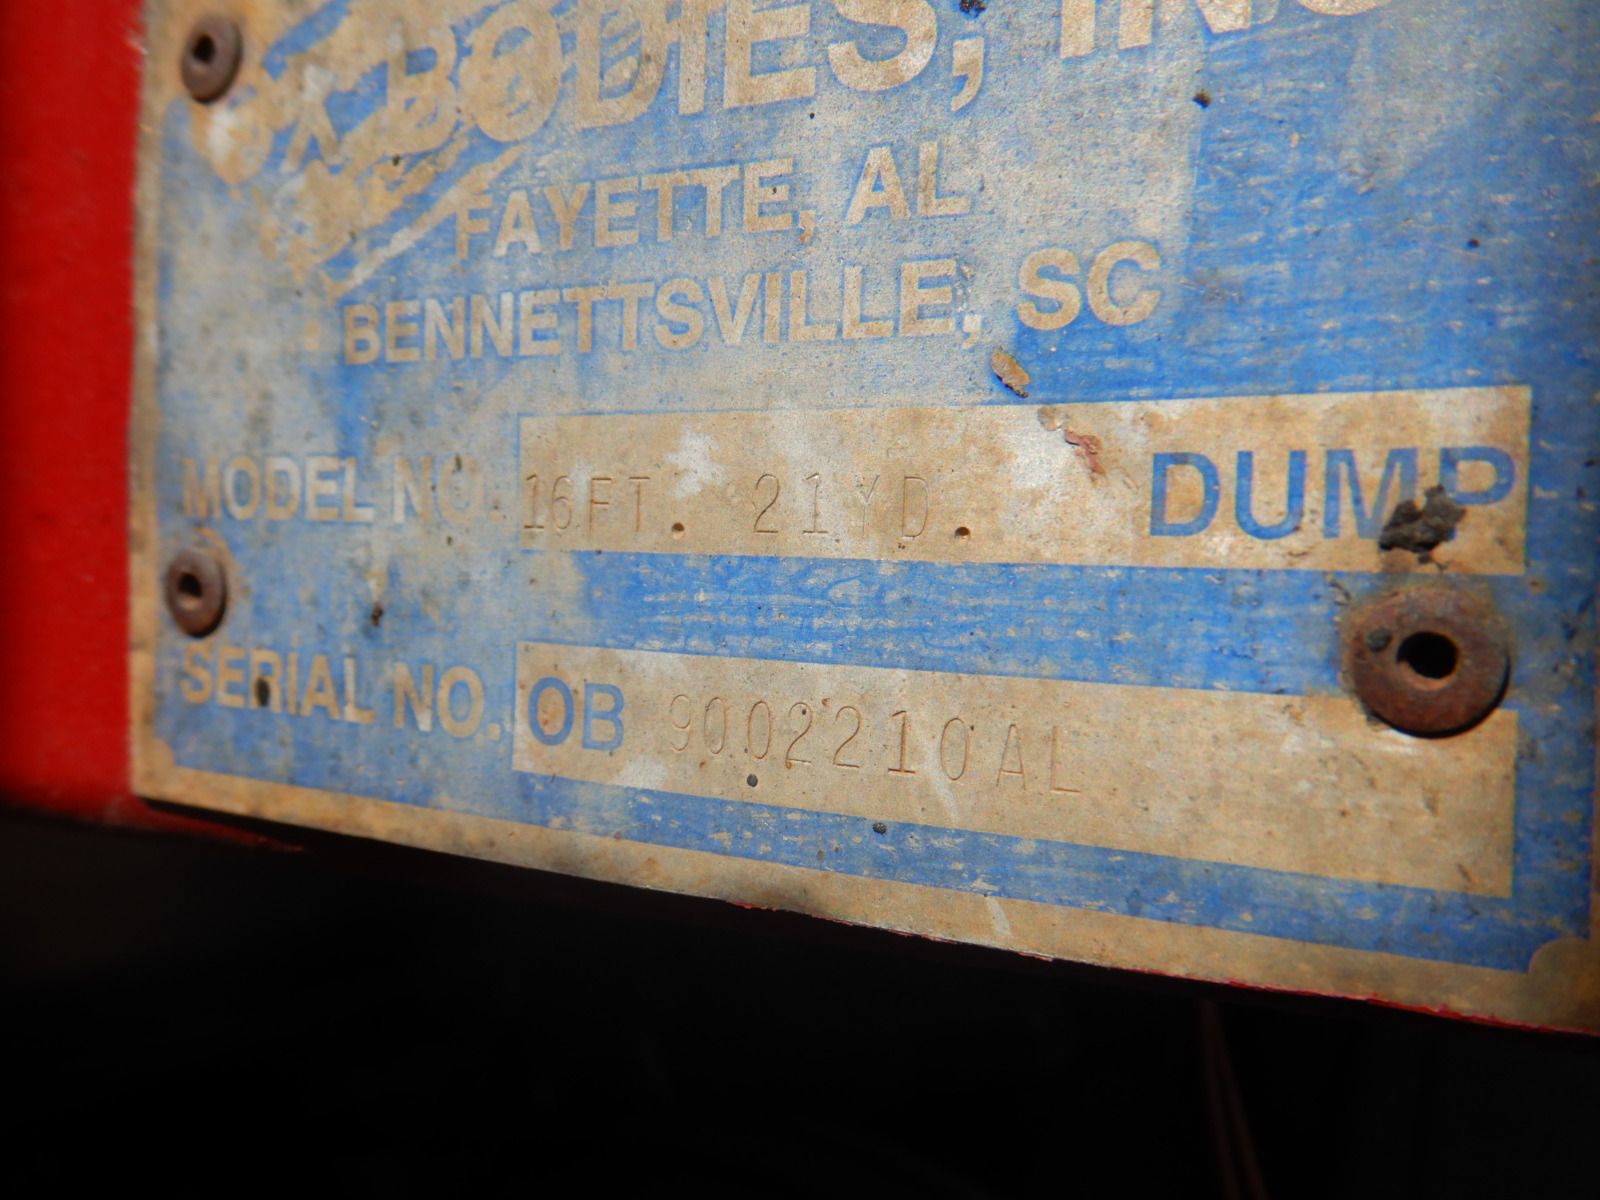 BODIES, INC
FAYETTE, AL
BENNETTSVILLE, SC
MODEL NO. 16FT. 21YD. DUMP
SERIAL NO. OB 9002210AL